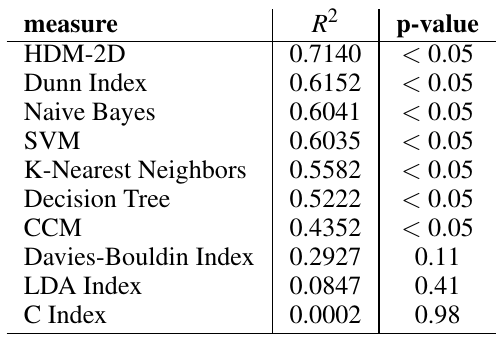 measure R² p-value
HDM-2D 0.7140 < 0.05
Dunn Index 0.6152 < 0.05
Naive Bayes 0.6041 < 0.05
SVM 0.6035 < 0.05
K-Nearest Neighbors 0.5582 < 0.05
Decision Tree 0.5222 < 0.05
CCM 0.4352 < 0.05
Davies-Bouldin Index 0.2927 0.11
LDA Index 0.0847 0.41
C Index 0.0002 0.98